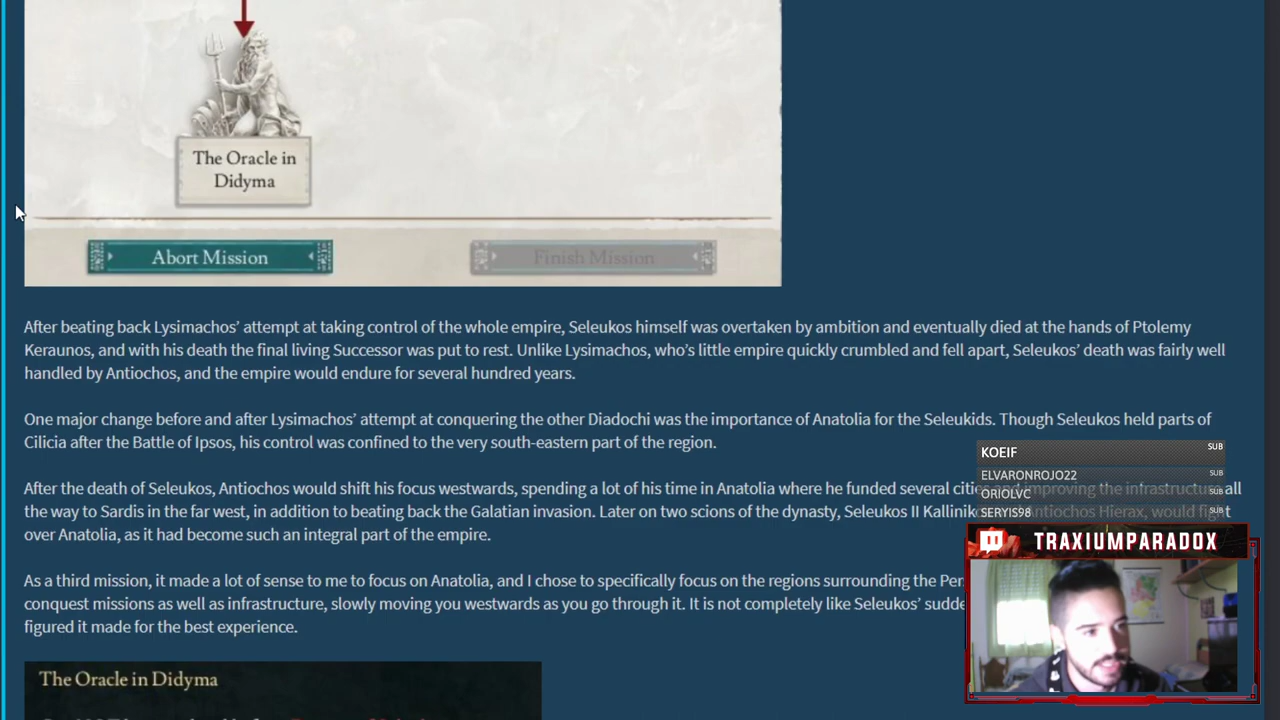 The Oracle in
Didyma
Abort Mission
Finish Mission
After beating back Lysimachos’ attempt at taking control of the whole empire, Seleukos himself was overtaken by ambition and eventually died at the hands of Ptolemy
Keraunos, and with his death the final living Successor was put to rest. Unlike Lysimachos, who’s little empire quickly crumbled and fell apart, Seleukos’ death was fairly well
handled by Antiochos, and the empire would endure for several hundred years.
One major change before and after Lysimachos’ attempt at conquering the other Diadochi was the importance of Anatolia for the Seleukids. Though Seleukos held parts of
Cilicia after the Battle of Ipsos, his control was confined to the very south-eastern part of the region.
KOEIF SUB
ELVARONROJO22 SUB
ORIOLVC SUB
SERYIS98 SUB
After the death of Seleukos, Antiochos would shift his focus westwards, spending a lot of his time in Anatolia where he funded several improving the infrastructure all
the way to Sardis in the far west, in addition to beating back the Galatian invasion. Later on two scions of the dynasty, Seleukos II Antiochos Hierax, would fight
over Anatolia, as it had become such an integral part of the empire.
TRAXIUMPARADOX
As a third mission, it made a lot of sense to me to focus on Anatolia, and I chose to specifically focus on the regions surrounding the
conquest missions as well as infrastructure, slowly moving you westwards as you go through it. It is not completely like Seleukos’
figured it made for the best experience.
The Oracle in Didyma